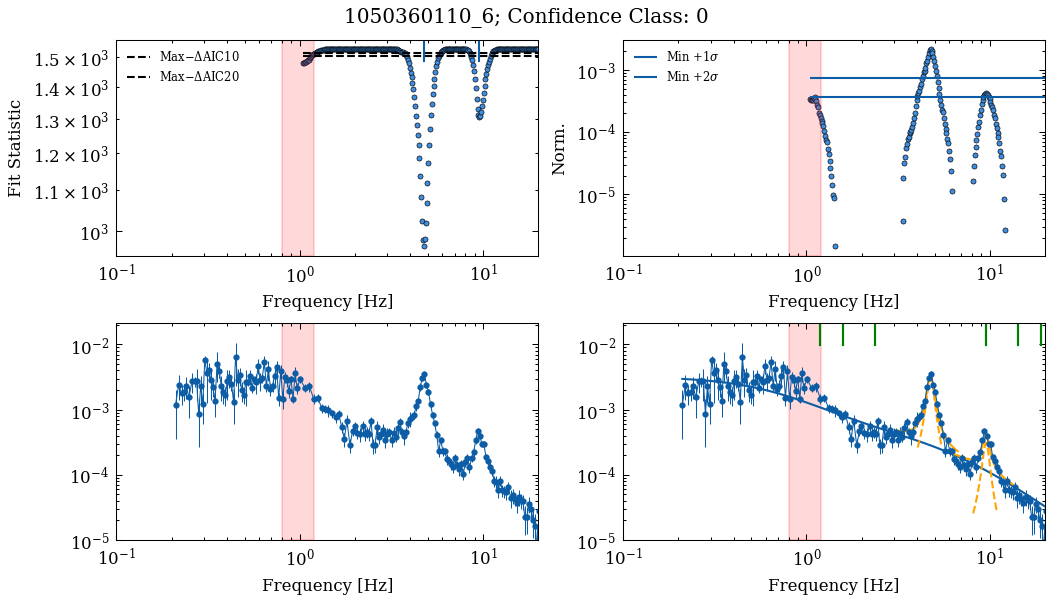 1050360110_6; Confidence Class: 0
Fit Statistic
1.5 × 10³
1.4 × 10³
1.3 × 10³
1.2 × 10³
1.1 × 10³
10³
Max−ΔAIC10
Max−ΔAIC20
10⁻¹ 10⁰ 10¹
Frequency [Hz]
Norm.
10⁻³
10⁻⁴
10⁻⁵
Min +1σ
Min +2σ
10⁻¹ 10⁰ 10¹
Frequency [Hz]
10⁻²
10⁻³
10⁻⁴
10⁻⁵
10⁻¹ 10⁰ 10¹
Frequency [Hz]
10⁻²
10⁻³
10⁻⁴
10⁻⁵
10⁻¹ 10⁰ 10¹
Frequency [Hz]